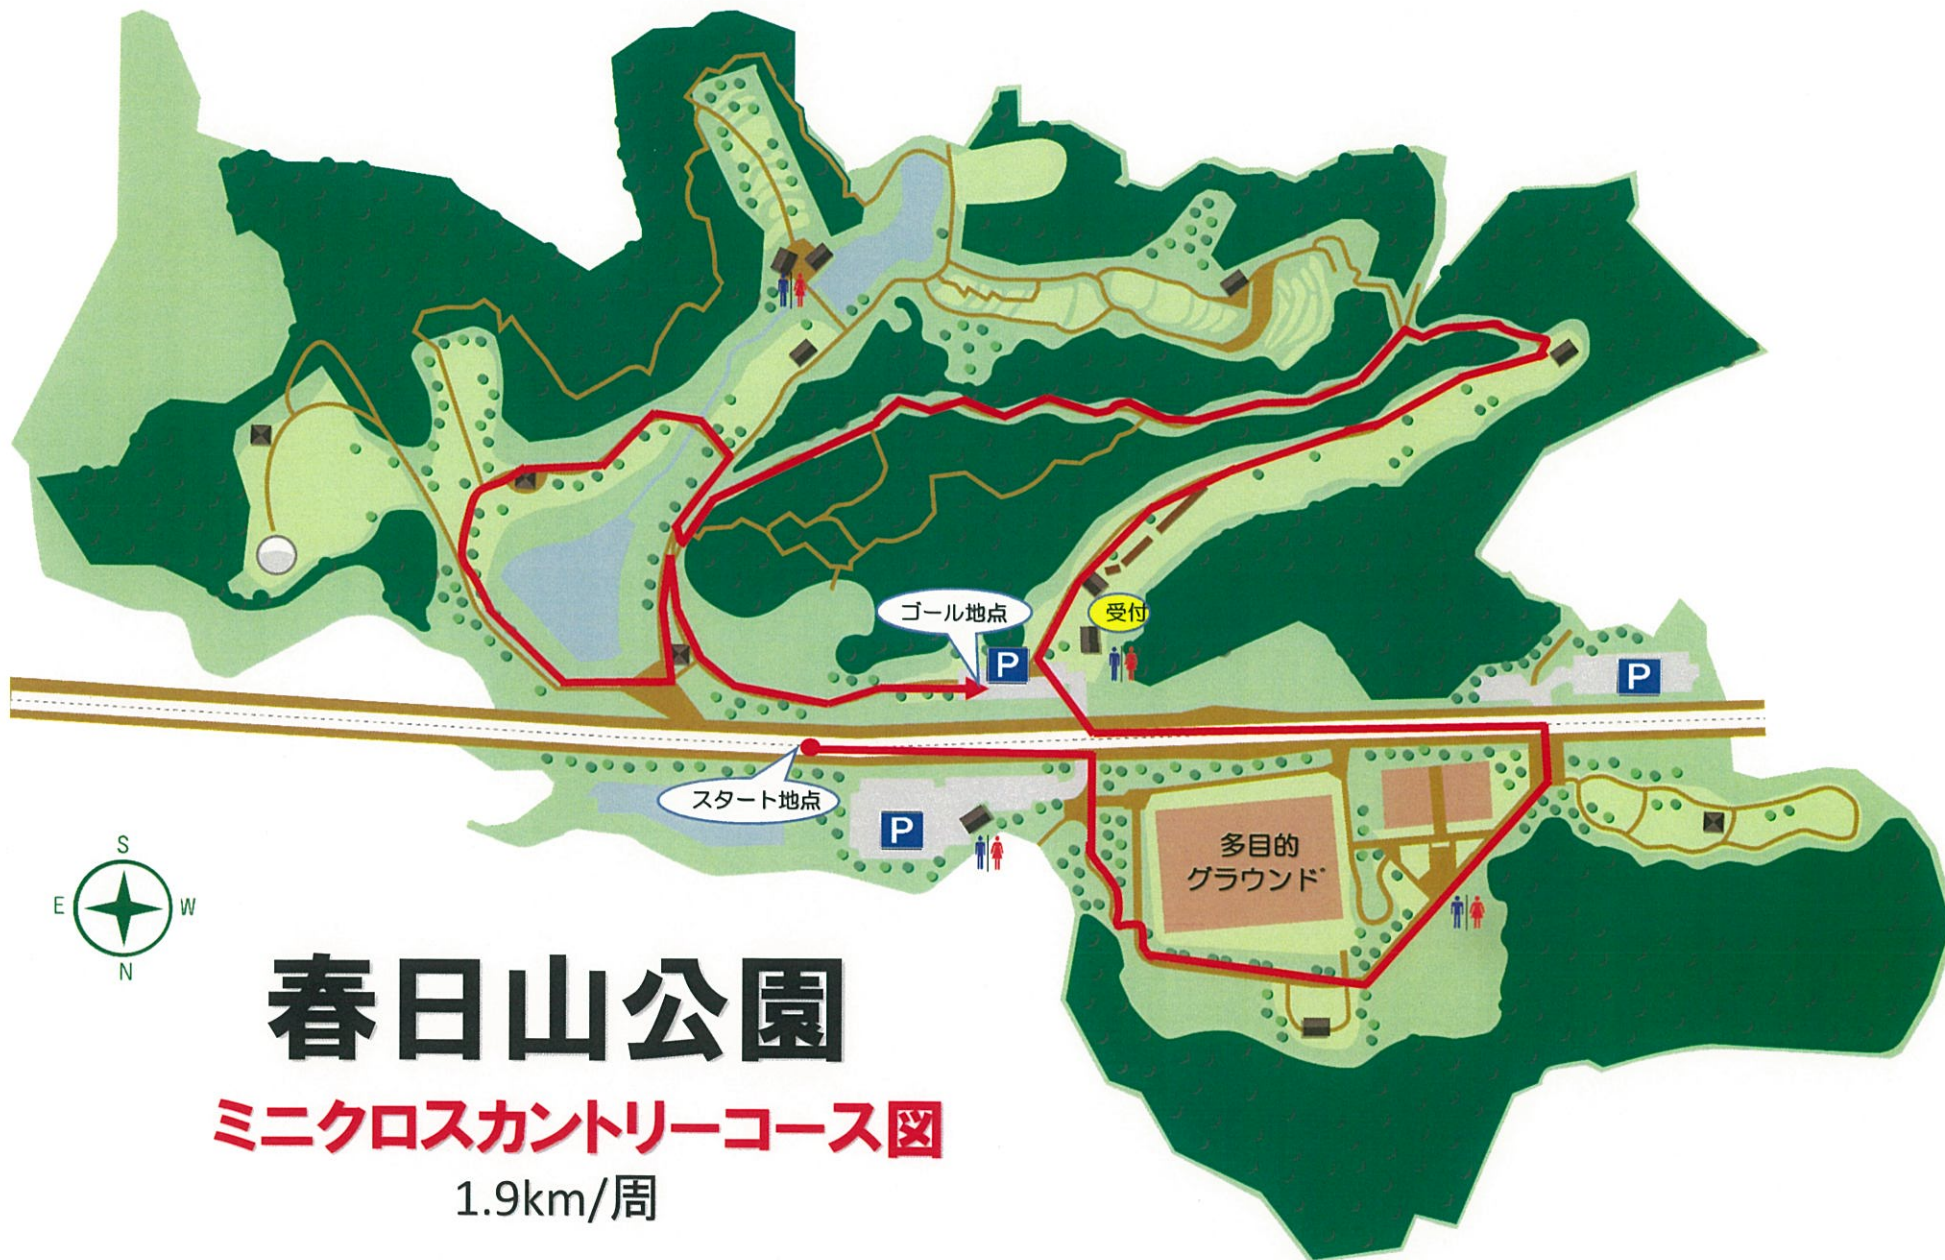 ゴール地点
受付
P
P
スタート地点
P
多目的
グラウンド
S
E
W
N
春日山公園
ミニクロスカントリーコース図
1.9km/周